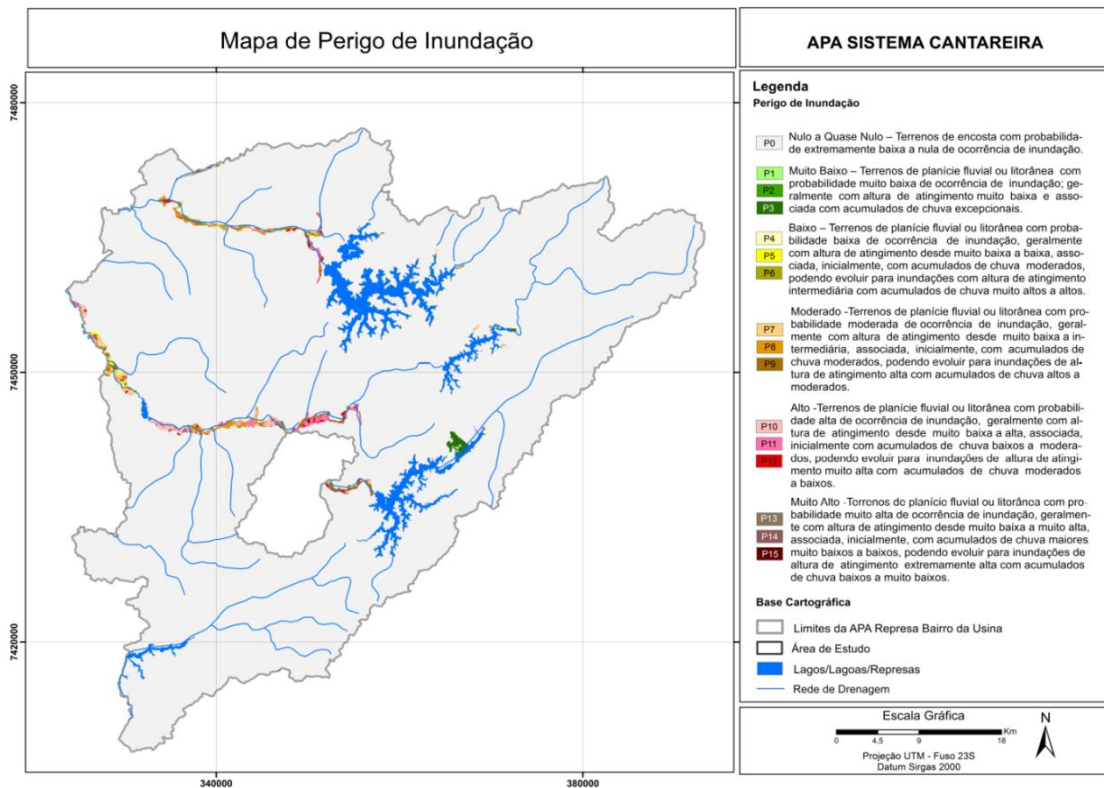 Mapa de Perigo de Inundação
APA SISTEMA CANTAREIRA
7480000
7450000
7420000
340000
380000
Legenda
Perigo de Inundação
P0
Nulo a Quase Nulo – Terrenos de encosta com probabilida-
de extremamente baixa a nula de ocorrência de inundação.
P1
P2
P3
Muito Baixo – Terrenos de planície fluvial ou litorânea com
probabilidade muito baixa de ocorrência de inundação; ge-
ralmente com altura de atingimento muito baixa e asso-
ciada com acumulados de chuva excepcionais.
P4
P5
P6
Baixo – Terrenos de planície fluvial ou litorânea com proba-
bilidade baixa de ocorrência de inundação, geralmente
com altura de atingimento desde muito baixa a baixa, asso-
ciada, inicialmente, com acumulados de chuva moderados,
podendo evoluir para inundações com altura de atingimento
intermediária com acumulados de chuva muito altos a altos.
P7
P8
P9
Moderado -Terrenos de planície fluvial ou litorânea com pro-
babilidade moderada de ocorrência de inundação, geral-
mente com altura de atingimento desde muito baixa a in-
termediária, associada, inicialmente, com acumulados de
chuva moderados, podendo evoluir para inundações de al-
tura de atingimento alta com acumulados de chuva altos a
moderados.
P10
P11
P12
Alto -Terrenos de planície fluvial ou litorânea com probabili-
dade alta de ocorrência de inundação, geralmente com al-
tura de atingimento desde muito baixa a alta, associada,
inicialmente com acumulados de chuva baixos a modera-
dos, podendo evoluir para inundações de altura de atingi-
mento muito alta com acumulados de chuva moderados
a baixos.
P13
P14
P15
Muito Alto -Terrenos de planície fluvial ou litorânea com pro-
babilidade muito alta de ocorrência de inundação, geralmen-
te com altura de atingimento desde muito baixa a muito alta,
associada, inicialmente, com acumulados de chuva maiores
muito baixos a baixos, podendo evoluir para inundações de
altura de atingimento extremamente alta com acumulados
de chuva baixos a muito baixos.
Base Cartográfica
Limites da APA Represa Bairro da Usina
Área de Estudo
Lagos/Lagoas/Represas
Rede de Drenagem
Escala Gráfica
0 4,5 9 18 Km
N
Projeção UTM - Fuso 23S
Datum Sirgas 2000